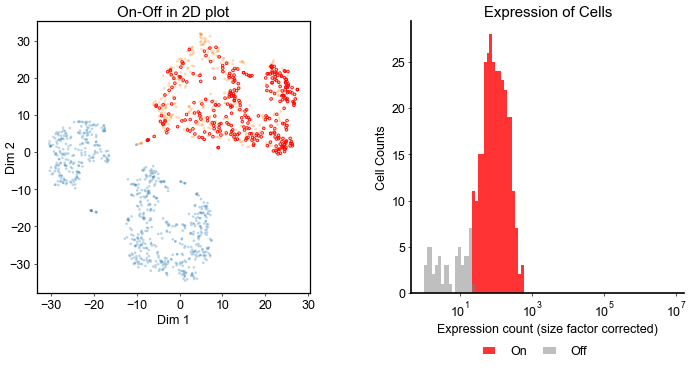 On-Off in 2D plot
Dim 2
30
20
10
0
−10
−20
−30
−30 −20 −10 0 10 20 30
Dim 1
Expression of Cells
Cell Counts
25
20
15
10
5
0
10^1 10^3 10^5 10^7
Expression count (size factor corrected)
On Off